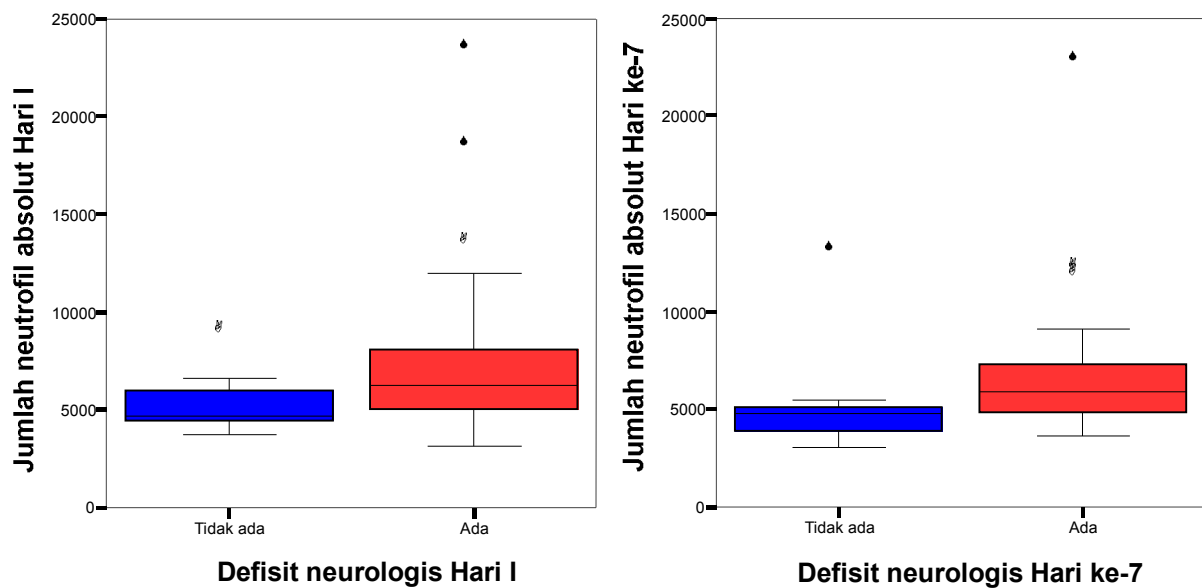 Jumlah neutrofil absolut Hari I
25000
20000
15000
10000
5000
0
Tidak ada
Ada
Defisit neurologis Hari I
Jumlah neutrofil absolut Hari ke-7
25000
20000
15000
10000
5000
0
Tidak ada
Ada
Defisit neurologis Hari ke-7